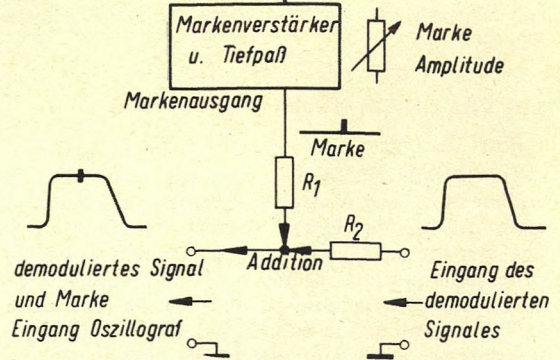 Markenverstärker
u. Tiefpaß
Marke
Amplitude
Markenausgang
Marke
R1
R2
Addition
demoduliertes Signal
und Marke
Eingang Oszillograf
Eingang des
demodulierten
Signales